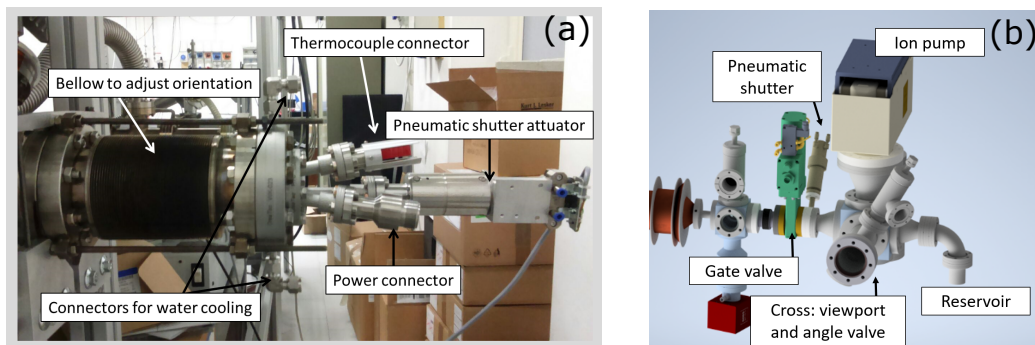 (a)
Thermocouple connector
Bellow to adjust orientation
Pneumatic shutter attuator
Power connector
Connectors for water cooling
(b)
Ion pump
Pneumatic
shutter
Gate valve
Reservoir
Cross: viewport
and angle valve